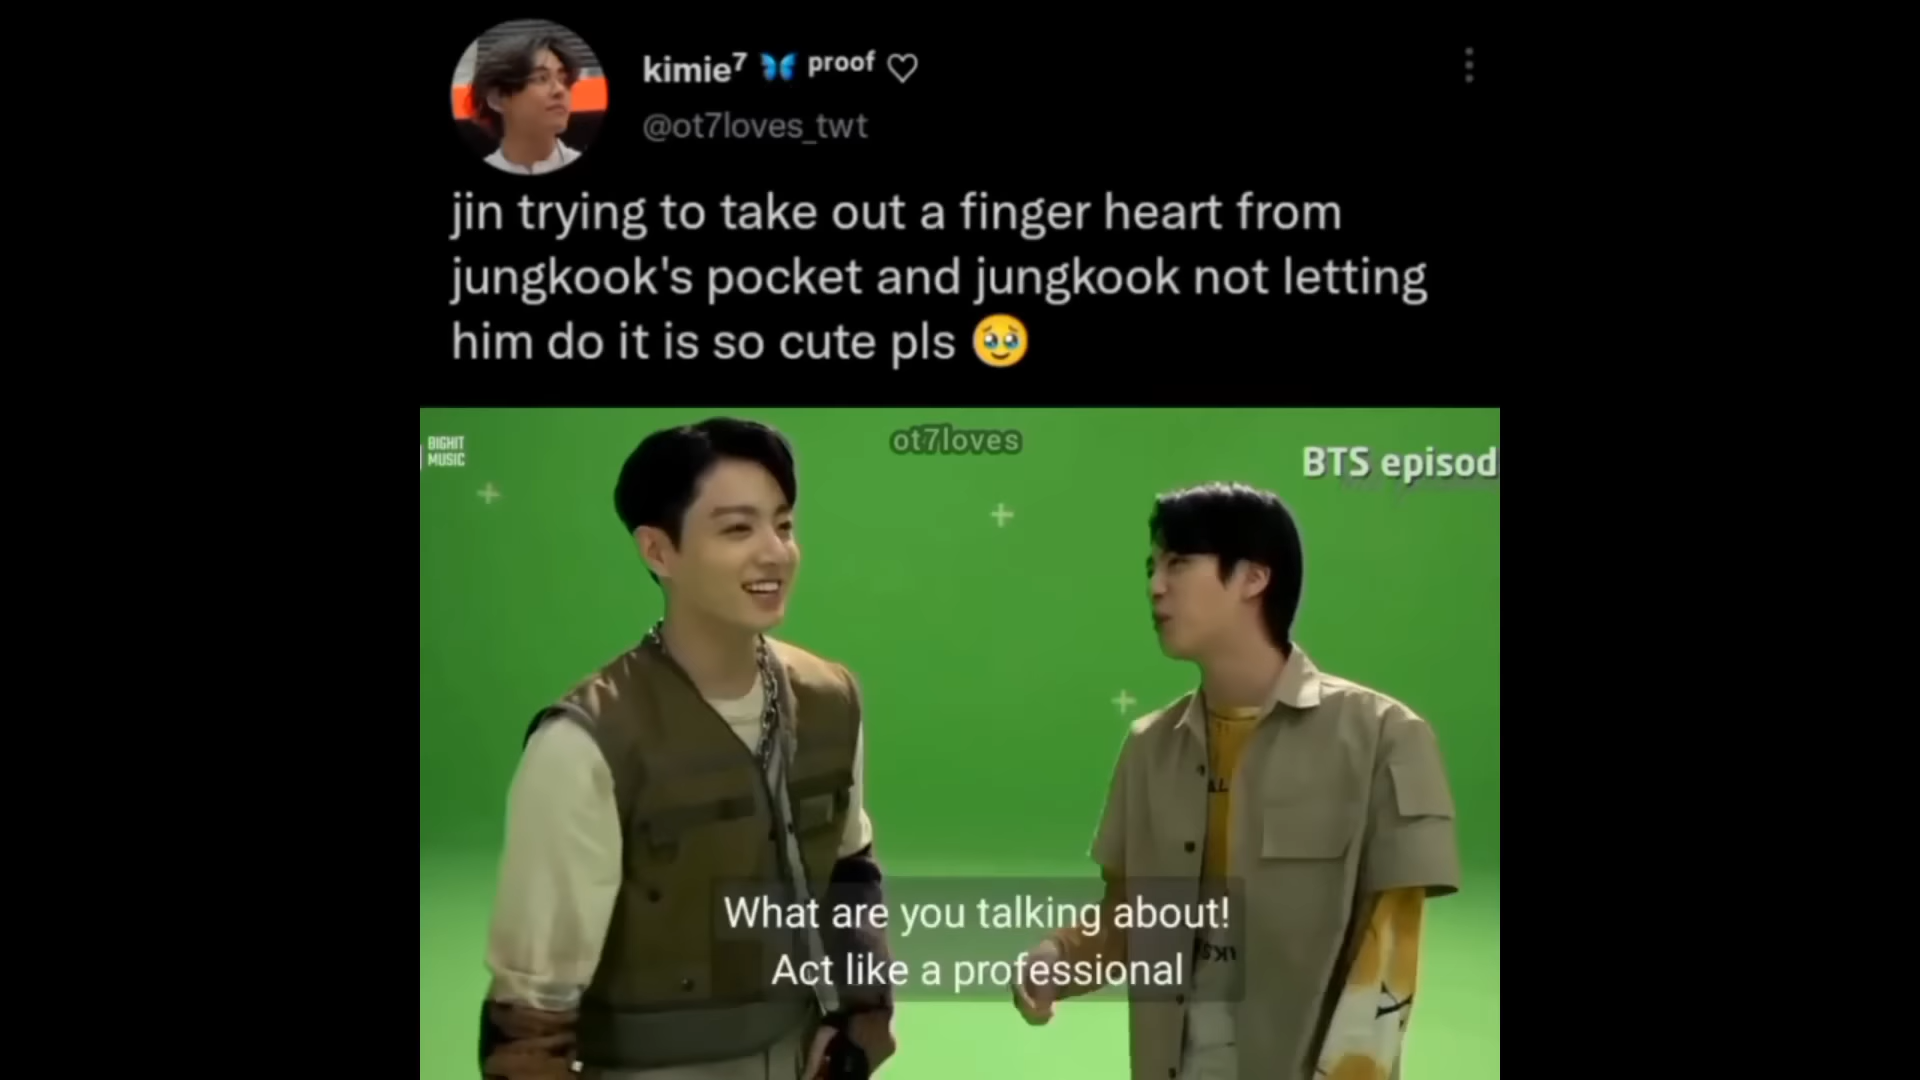 kimie⁷ 🦋 ᵖʳᵒᵒᶠ ♡
@ot7loves_twt
jin trying to take out a finger heart from
jungkook's pocket and jungkook not letting
him do it is so cute pls 🥹
BIGHIT
MUSIC
ot7loves
BTS episod
What are you talking about!
Act like a professional